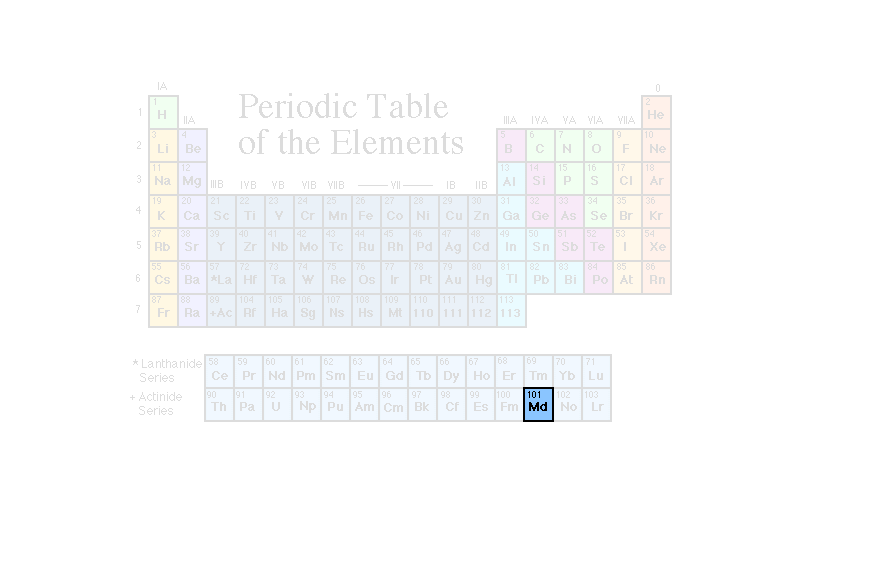 IA
0
1
2
Periodic Table
of the Elements
1
H
IIA
IIIA
IVA
VA
VIA
VIIA
He
2
3
4
5
6
7
8
9
10
Li
Be
B
C
N
O
F
Ne
3
11
12
13
14
15
16
17
18
Na
Mg
IIIB
IVB
VB
VIB
VIIB
VII
IB
IIB
Al
Si
P
S
Cl
Ar
4
19
20
21
22
23
24
25
26
27
28
29
30
31
32
33
34
35
36
K
Ca
Sc
Ti
V
Cr
Mn
Fe
Co
Ni
Cu
Zn
Ga
Ge
As
Se
Br
Kr
5
37
38
39
40
41
42
43
44
45
46
47
48
49
50
51
52
53
54
Rb
Sr
Y
Zr
Nb
Mo
Tc
Ru
Rh
Pd
Ag
Cd
In
Sn
Sb
Te
I
Xe
6
55
56
57
72
73
74
75
76
77
78
79
80
81
82
83
84
85
86
Cs
Ba
*La
Hf
Ta
W
Re
Os
Ir
Pt
Au
Hg
Tl
Pb
Bi
Po
At
Rn
7
87
88
89
104
105
106
107
108
109
110
111
112
113
Fr
Ra
+Ac
Rf
Ha
Sg
Ns
Hs
Mt
110
111
112
113
* Lanthanide
Series
58
59
60
61
62
63
64
65
66
67
68
69
70
71
Ce
Pr
Nd
Pm
Sm
Eu
Gd
Tb
Dy
Ho
Er
Tm
Yb
Lu
+ Actinide
Series
90
91
92
93
94
95
96
97
98
99
100
101
102
103
Th
Pa
U
Np
Pu
Am
Cm
Bk
Cf
Es
Fm
Md
No
Lr